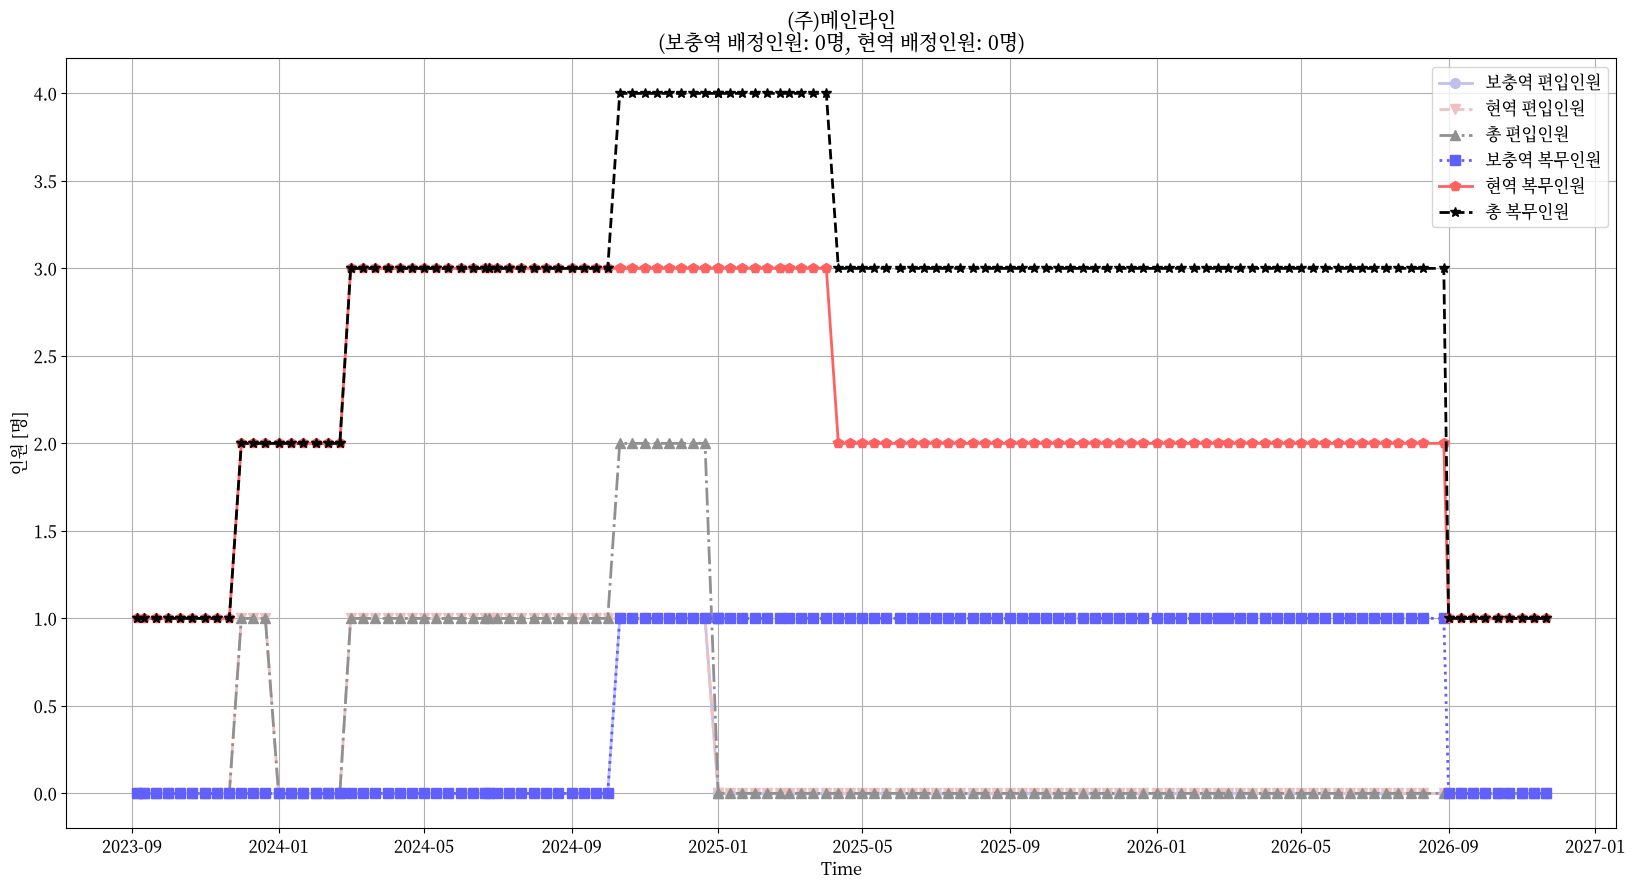 (주)메인라인
(보충역 배정인원: 0명, 현역 배정인원: 0명)
보충역 편입인원
현역 편입인원
총 편입인원
보충역 복무인원
현역 복무인원
총 복무인원
인원 [명]
4.0
3.5
3.0
2.5
2.0
1.5
1.0
0.5
0.0
2023-09 2024-01 2024-05 2024-09 2025-01 2025-05 2025-09 2026-01 2026-05 2026-09 2027-01
Time